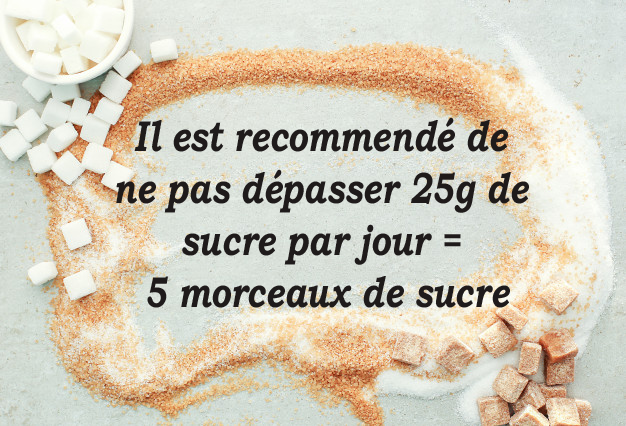 Il est recommendé de
ne pas dépasser 25g de
sucre par jour =
5 morceaux de sucre